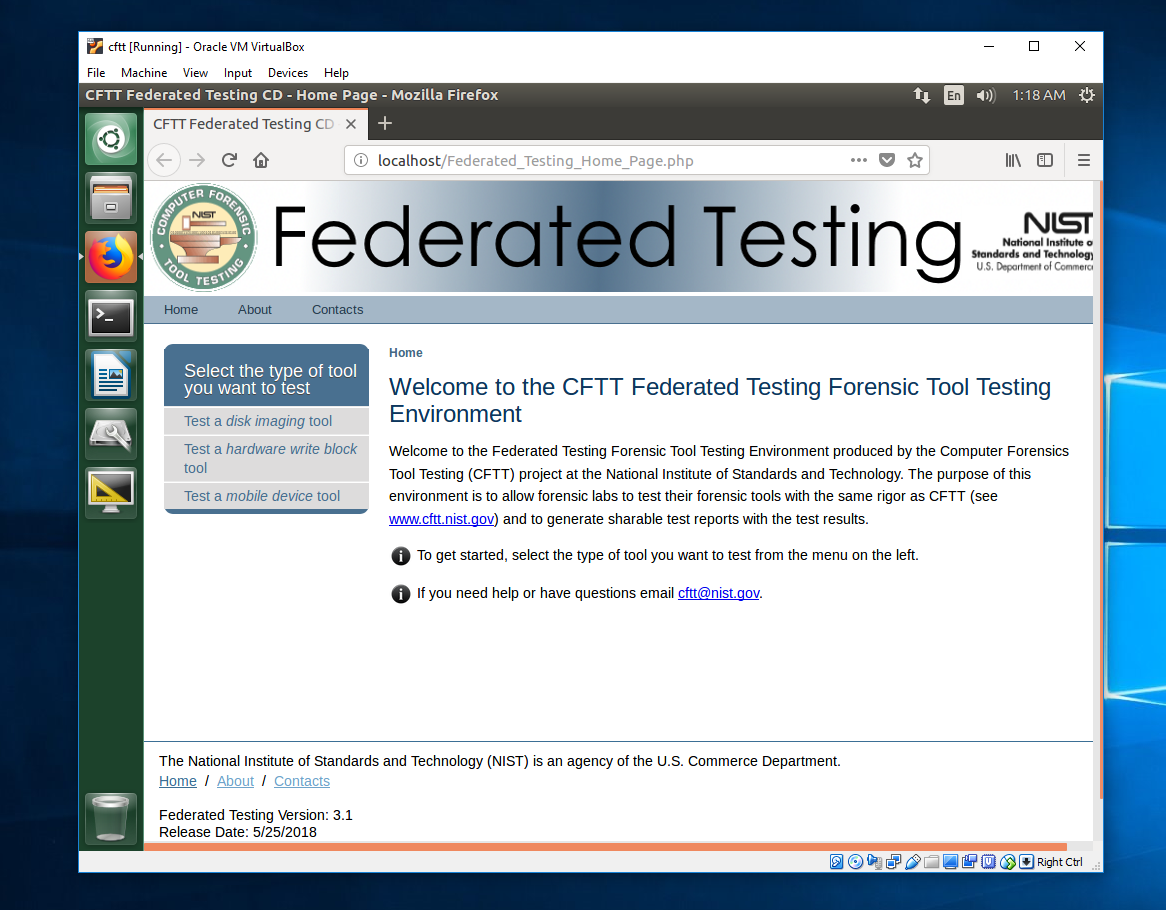 cftt [Running] - Oracle VM VirtualBox
File Machine View Input Devices Help
CFTT Federated Testing CD - Home Page - Mozilla Firefox
En 1:18 AM
CFTT Federated Testing CD
localhost/Federated_Testing_Home_Page.php
COMPUTER FORENSIC
NIST
TOOL TESTING
Federated Testing
NIST
National Institute o
Standards and Technology
U.S. Department of Commerc
Home About Contacts
Select the type of tool
you want to test
Test a disk imaging tool
Test a hardware write block
tool
Test a mobile device tool
Home
Welcome to the CFTT Federated Testing Forensic Tool Testing
Environment
Welcome to the Federated Testing Forensic Tool Testing Environment produced by the Computer Forensics
Tool Testing (CFTT) project at the National Institute of Standards and Technology. The purpose of this
environment is to allow forensic labs to test their forensic tools with the same rigor as CFTT (see
www.cftt.nist.gov) and to generate sharable test reports with the test results.
To get started, select the type of tool you want to test from the menu on the left.
If you need help or have questions email cftt@nist.gov.
The National Institute of Standards and Technology (NIST) is an agency of the U.S. Commerce Department.
Home / About / Contacts
Federated Testing Version: 3.1
Release Date: 5/25/2018
Right Ctrl